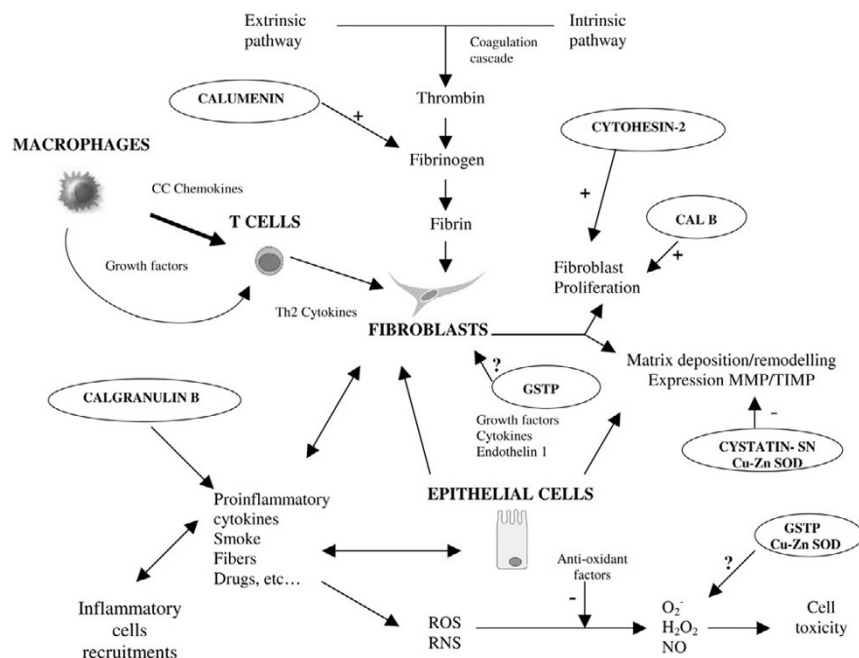 Extrinsic
pathway
Intrinsic
pathway
Coagulation
cascade
Thrombin
CALUMENIN
+
CYTOHESIN-2
MACROPHAGES
Fibrinogen
CC Chemokines
+
T CELLS
Fibrin
CAL B
+
Growth factors
Fibroblast
Proliferation
Th2 Cytokines
FIBROBLASTS
?
Matrix deposition/remodelling
Expression MMP/TIMP
GSTP
CALGRANULIN B
Growth factors
Cytokines
Endothelin 1
-
CYSTATIN- SN
Cu-Zn SOD
EPITHELIAL CELLS
Proinflammatory
cytokines
Smoke
Fibers
Drugs, etc…
GSTP
Cu-Zn SOD
?
Anti-oxidant
factors
-
Inflammatory
cells
recruitments
ROS
RNS
O₂⁻
H₂O₂
NO
Cell
toxicity